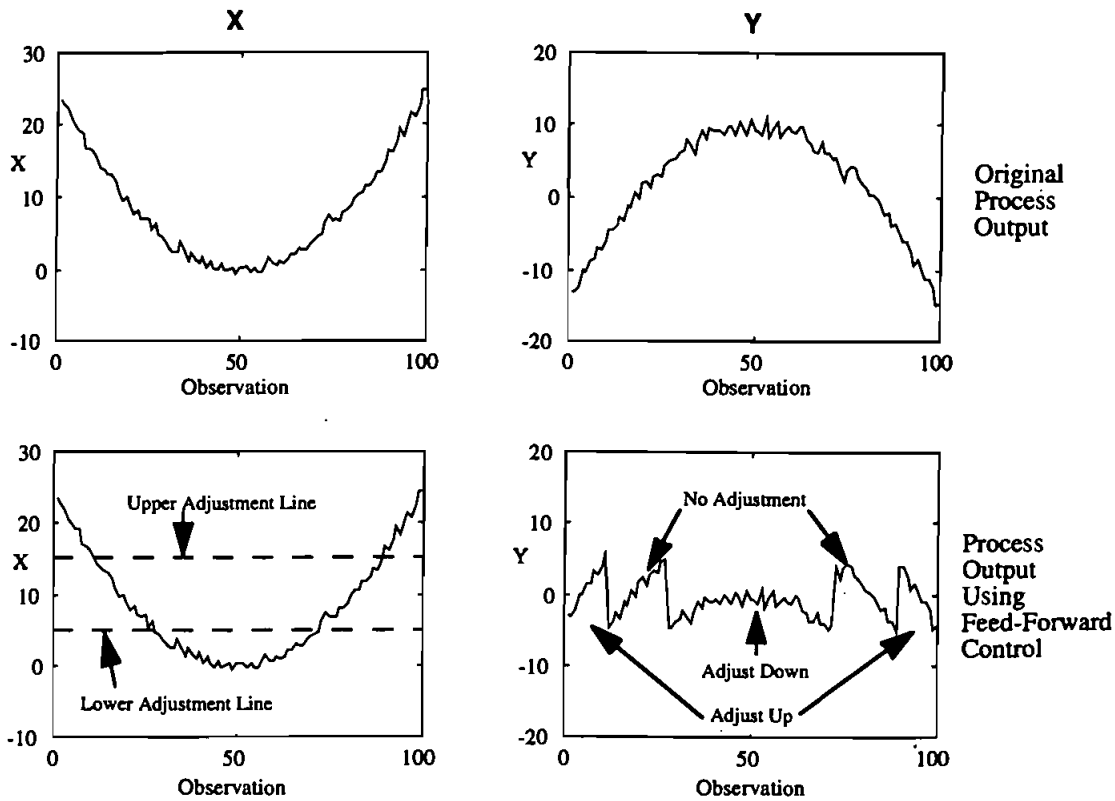 X
Y
30
20
X
10
0
-10
0
50
100
Observation
20
10
Y
0
-10
-20
0
50
100
Observation
Original
Process
Output
30
20
X
10
0
-10
Upper Adjustment Line
Lower Adjustment Line
0
50
100
Observation
20
10
Y
0
-10
-20
No Adjustment
Adjust Down
Adjust Up
0
50
100
Observation
Process
Output
Using
Feed-Forward
Control